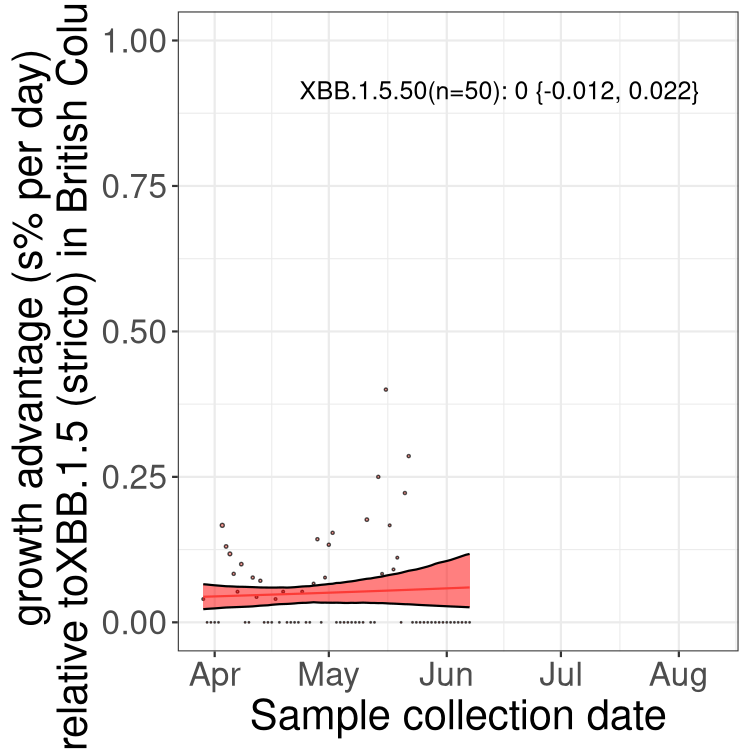 growth advantage (s% per day)
relative toXBB.1.5 (stricto) in British Colu
1.00
0.75
0.50
0.25
0.00
XBB.1.5.50(n=50): 0 {-0.012, 0.022}
Apr May Jun Jul Aug
Sample collection date